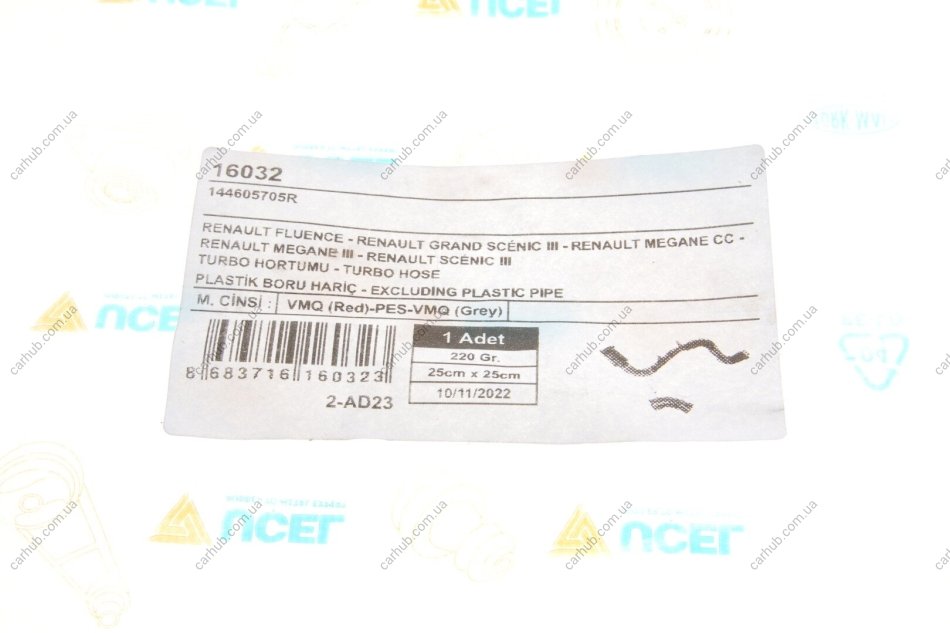 16032
144605705R
RENAULT FLUENCE - RENAULT GRAND SCÉNIC III - RENAULT MEGANE CC -
RENAULT MEGANE III - RENAULT SCÉNIC III
TURBO HORTUMU - TURBO HOSE
PLASTİK BORU HARİÇ - EXCLUDING PLASTIC PIPE
M. CİNSİ : VMQ (Red)-PES-VMQ (Grey)
1 Adet
220 Gr.
25cm x 25cm
10/11/2022
8 683716 160323
2-AD23
carhub.com.ua